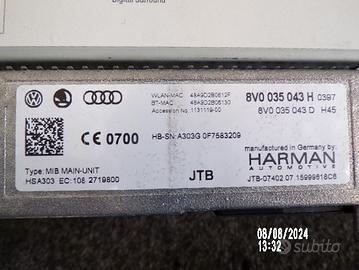 Digital Surround
WLAN-MAC: 48A9D2B0612F
BT-MAC: 48A9D2B06130
Accession No.: 1131119-00
8V0 035 043 H 0397
8V0 035 043 D H45
CE 0700
HB-SN: A303G 0F7583209
manufactured in Germany by:
HARMAN
AUTOMOTIVE
Type: MIB MAIN-UNIT
HSA303 EC: 108 2719800
JTB
JTB-07402.07.15999618C6
08/08/2024
13:32
subito